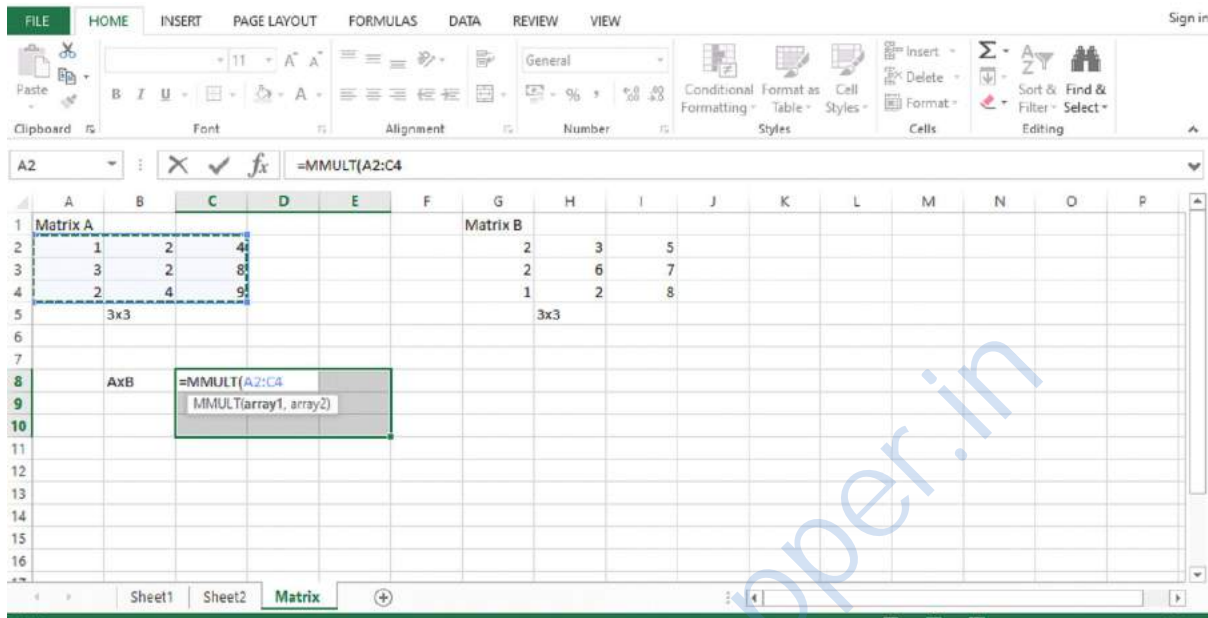 FILE HOME INSERT PAGE LAYOUT FORMULAS DATA REVIEW VIEW Sign in
11 A A General Insert
Paste B I U A % Conditional Format as Cell Delete Sort & Find &
Formatting Table Styles Format Filter Select
Clipboard Font Alignment Number Styles Cells Editing
A2 fx =MMULT(A2:C4
A B C D E F G H I J K L M N O P
1 Matrix A Matrix B
2 1 2 4 2 3 5
3 3 2 8 2 6 7
4 2 4 9 1 2 8
5 3x3 3x3
6
7
8 AxB =MMULT(A2:C4
9 MMULT(array1, array2)
10
11
12
13
14
15
16
Sheet1 Sheet2 Matrix